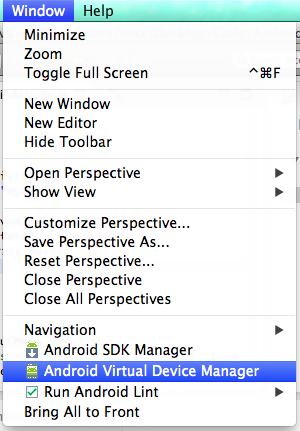 Window Help
Minimize
Zoom
Toggle Full Screen ^⌘F
New Window
New Editor
Hide Toolbar
Open Perspective
Show View
Customize Perspective...
Save Perspective As...
Reset Perspective...
Close Perspective
Close All Perspectives
Navigation
Android SDK Manager
Android Virtual Device Manager
Run Android Lint
Bring All to Front